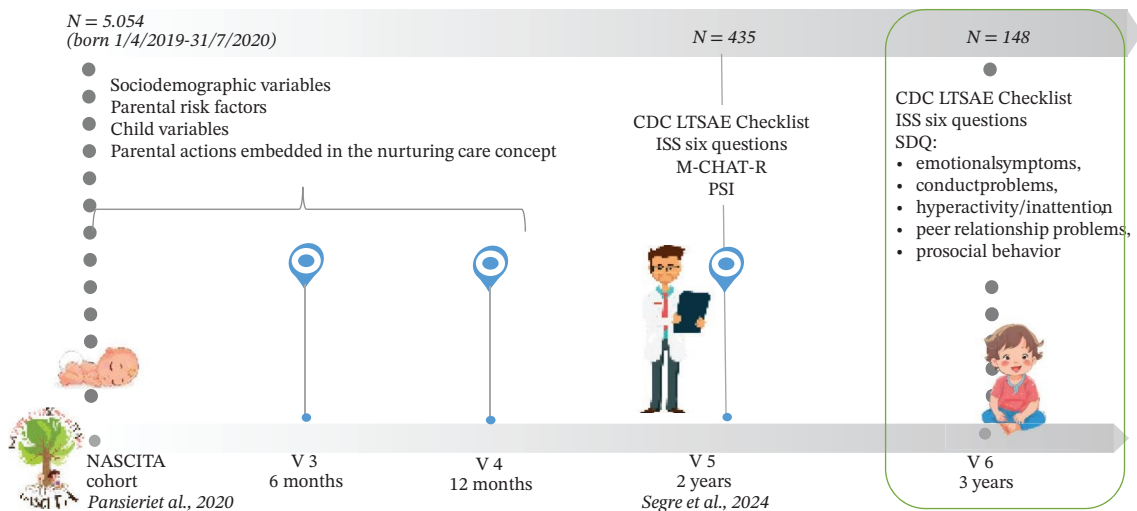 N = 5.054
(born 1/4/2019-31/7/2020)
N = 435
N = 148
Sociodemographic variables
Parental risk factors
Child variables
Parental actions embedded in the nurturing care concept
CDC LTSAE Checklist
ISS six questions
M-CHAT-R
PSI
CDC LTSAE Checklist
ISS six questions
SDQ:
• emotionalsymptoms,
• conductproblems,
• hyperactivity/inattention,
• peer relationship problems,
• prosocial behavior
NASCITA
cohort
Pansieriet al., 2020
V 3
6 months
V 4
12 months
V 5
2 years
Segre et al., 2024
V 6
3 years